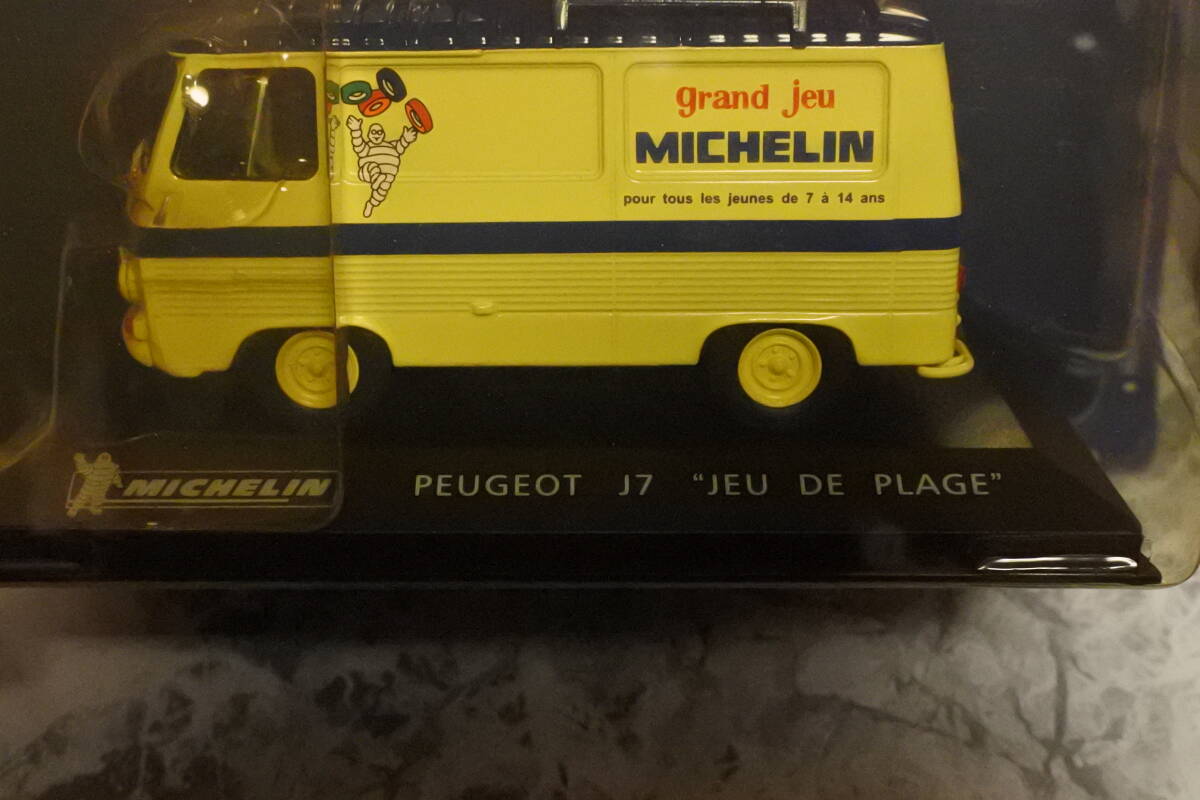 grand jeu
MICHELIN
pour tous les jeunes de 7 à 14 ans
MICHELIN
PEUGEOT J7 “JEU DE PLAGE”